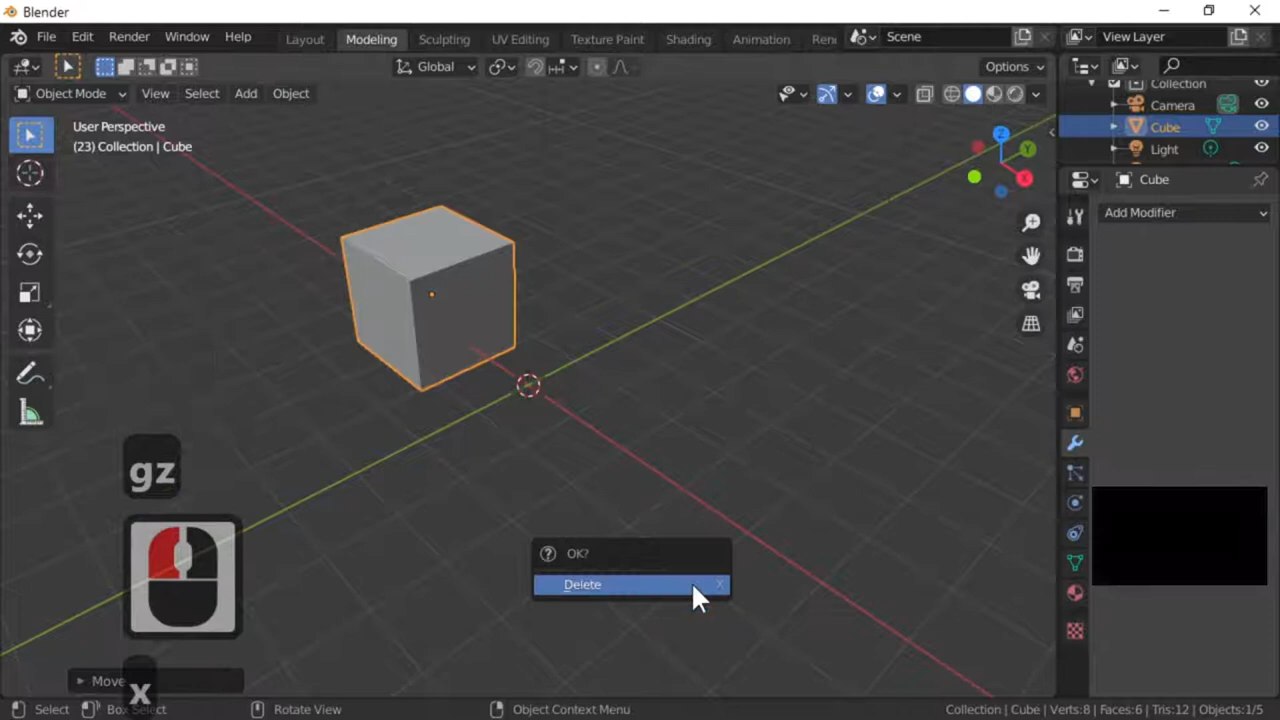 Blender
File Edit Render Window Help Layout Modeling Sculpting UV Editing Texture Paint Shading Animation Ren Scene View Layer
Global Options
Object Mode View Select Add Object
Collection
Camera
Cube
Light
User Perspective
(23) Collection | Cube
Z
Y
X
Cube
Add Modifier
gz
OK?
Delete X
Move
x
Select Box Select Rotate View Object Context Menu Collection | Cube | Verts:8 | Faces:6 | Tris:12 | Objects:1/5